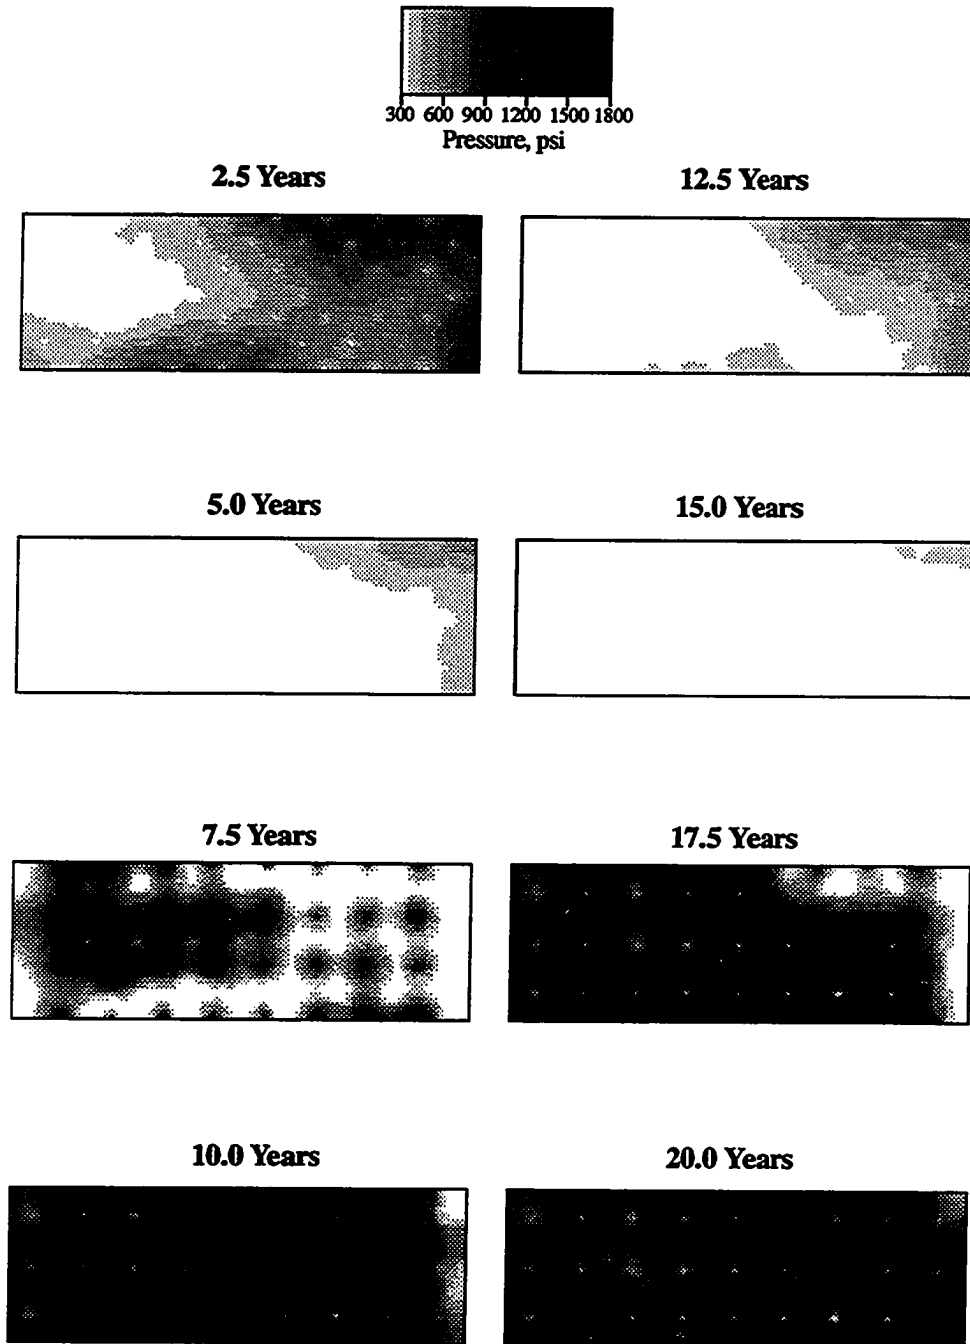 300 600 900 1200 1500 1800
Pressure, psi
2.5 Years
12.5 Years
5.0 Years
15.0 Years
7.5 Years
17.5 Years
10.0 Years
20.0 Years